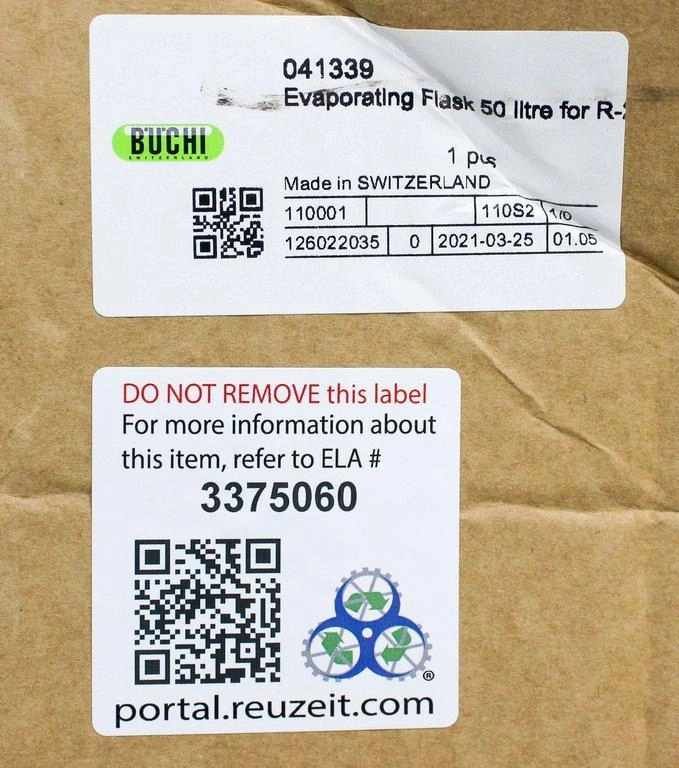 041339
Evaporating Flask 50 litre for R-
BÜCHI
SWITZERLAND
1 pcs
Made in SWITZERLAND
110001 110S2
126022035 0 2021-03-25 01.05
DO NOT REMOVE this label
For more information about
this item, refer to ELA #
3375060
®
portal.reuzeit.com